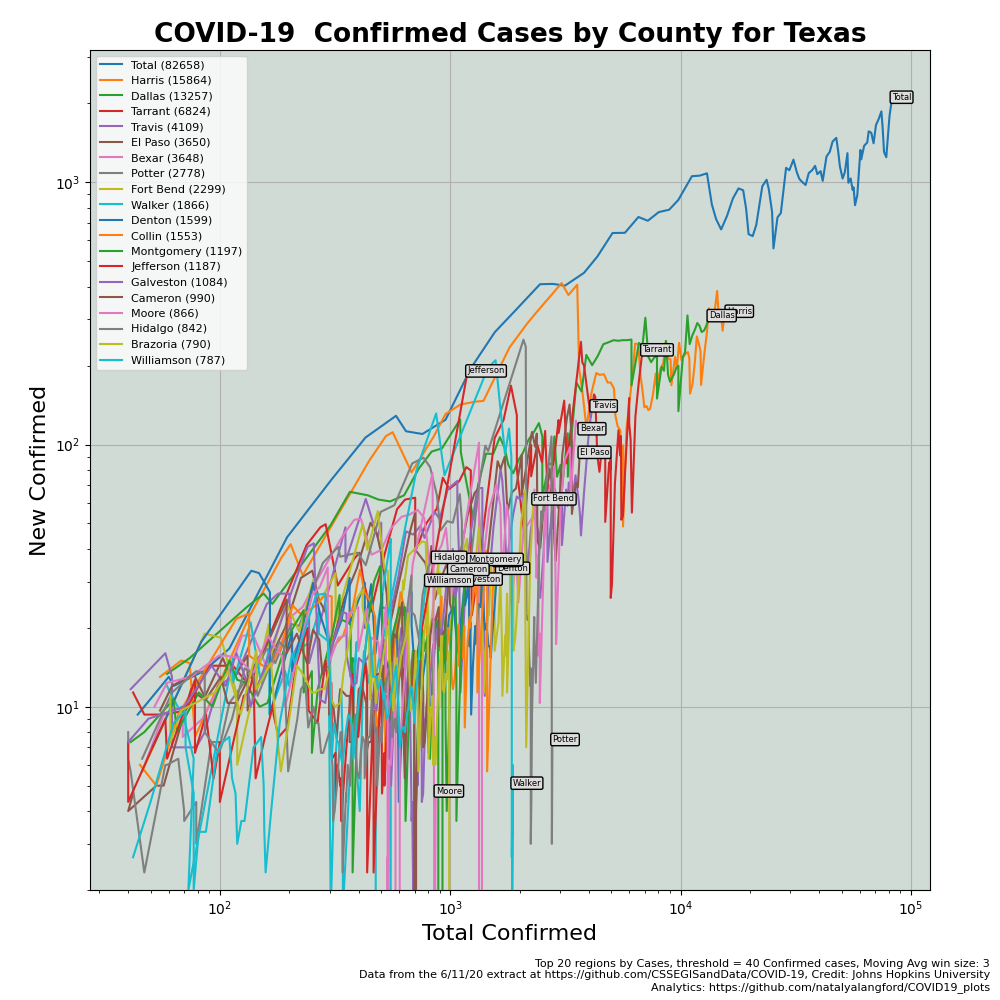 COVID-19  Confirmed Cases by County for Texas
Total (82658)
Harris (15864)
Dallas (13257)
Tarrant (6824)
Travis (4109)
El Paso (3650)
Bexar (3648)
Potter (2778)
Fort Bend (2299)
Walker (1866)
Denton (1599)
Collin (1553)
Montgomery (1197)
Jefferson (1187)
Galveston (1084)
Cameron (990)
Moore (866)
Hidalgo (842)
Brazoria (790)
Williamson (787)
Total
Dallas
Tarrant
Jefferson
Travis
Bexar
El Paso
Fort Bend
Hidalgo
Montgomery
Cameron
Denton
Williamson
Potter
Walker
Moore
10³
10²
10¹
New Confirmed
10²
10³
10⁴
10⁵
Total Confirmed
Top 20 regions by Cases, threshold = 40 Confirmed cases, Moving Avg win size: 3
Data from the 6/11/20 extract at https://github.com/CSSEGISandData/COVID-19, Credit: Johns Hopkins University
Analytics: https://github.com/natalyalangford/COVID19_plots